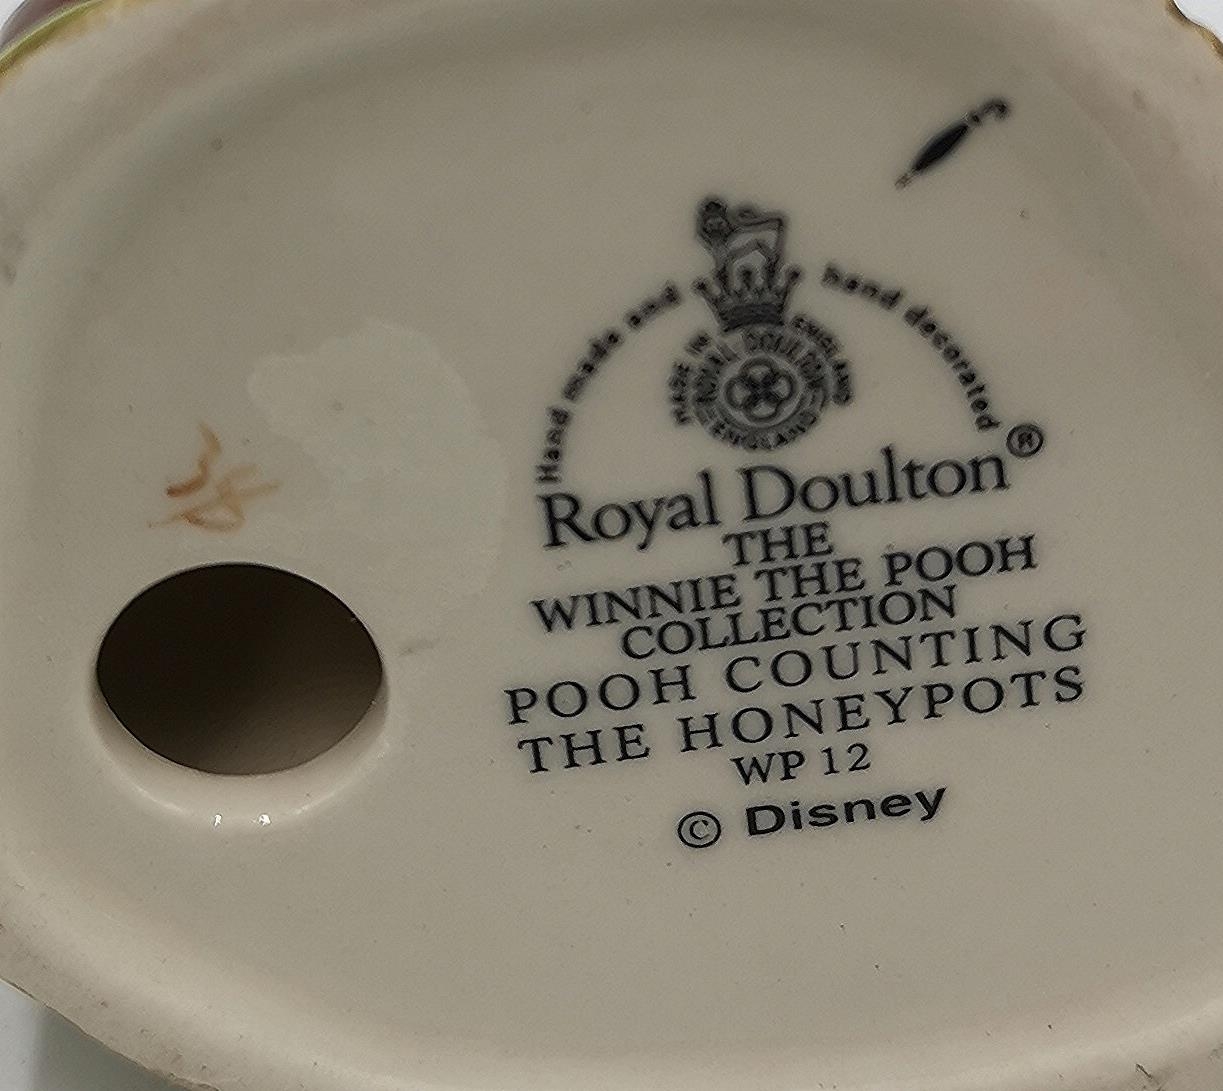 Hand made and hand decorated
MADE IN ENGLAND
ROYAL DOULTON
ENGLAND
Royal Doulton®
THE
WINNIE THE POOH
COLLECTION
POOH COUNTING
THE HONEYPOTS
WP 12
© Disney